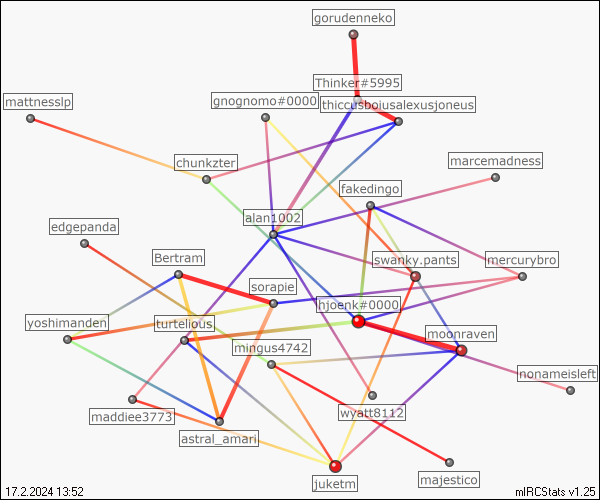 gorudenneko
Thinker#5995
mattnesslp
gnognomo#0000
thiccusboiusalexusjoneus
chunkzter
marcemadness
fakedingo
alan1002
edgepanda
Bertram
swanky.pants
mercurybro
sorapie
hjoenk#0000
yoshimanden
turtelious
moonraven
mingus4742
nonameisleft
maddiee3773
wyatt8112
astral_amari
juketm
majestico
17.2.2024 13:52
mIRCStats v1.25